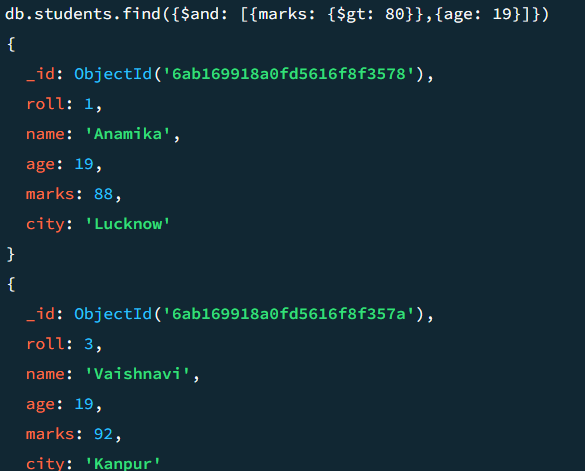 db.students.find({$and: [{marks: {$gt: 80}},{age: 19}]})
{
_id: ObjectId('6ab169918a0fd5616f8f3578'),
roll: 1,
name: 'Anamika',
age: 19,
marks: 88,
city: 'Lucknow'
}
{
_id: ObjectId('6ab169918a0fd5616f8f357a'),
roll: 3,
name: 'Vaishnavi',
age: 19,
marks: 92,
city: 'Kanpur'